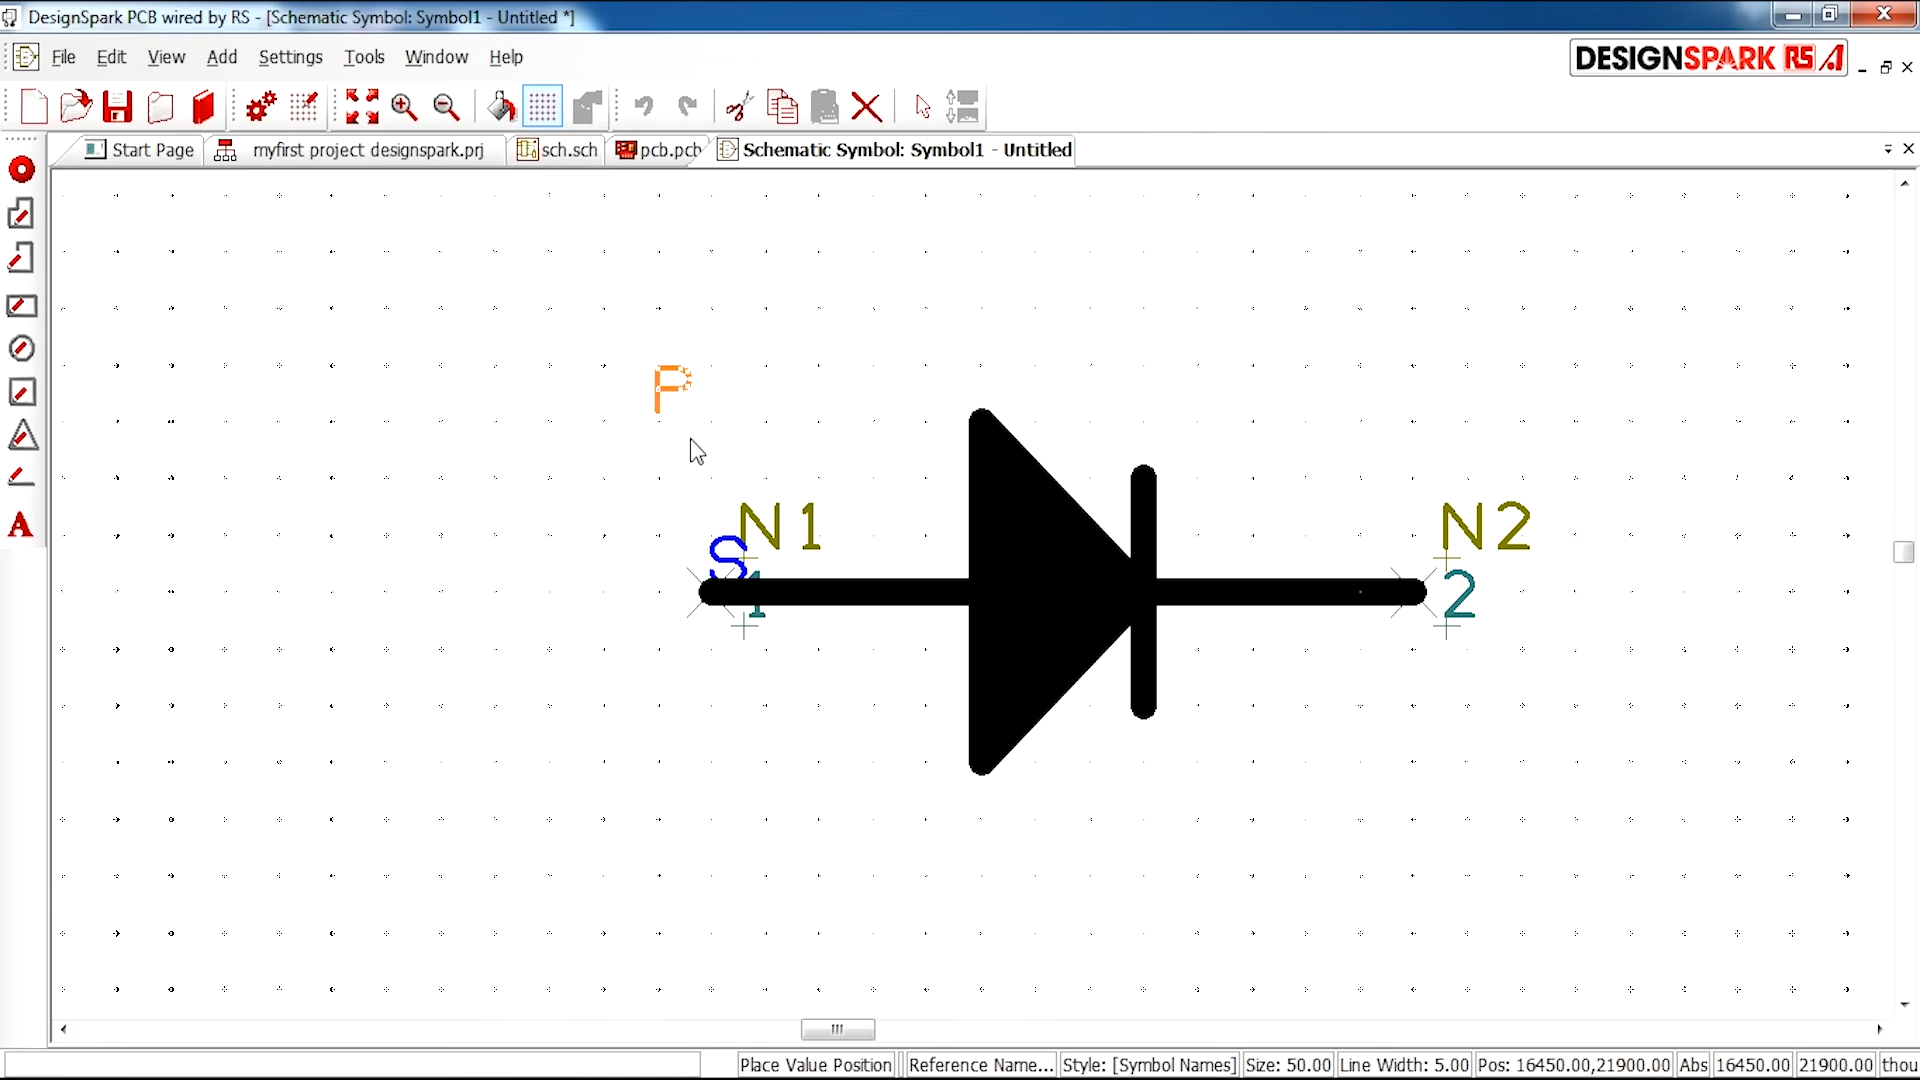 DesignSpark PCB wired by RS - [Schematic Symbol: Symbol1 - Untitled *]
File Edit View Add Settings Tools Window Help
DESIGNSPARK RS
Start Page myfirst project designspark.prj sch.sch pcb.pcb Schematic Symbol: Symbol1 - Untitled
A
P
N1 N2
S
1 2
Place Value Position Reference Name... Style: [Symbol Names] Size: 50.00 Line Width: 5.00 Pos: 16450.00,21900.00 Abs 16450.00 21900.00 thou